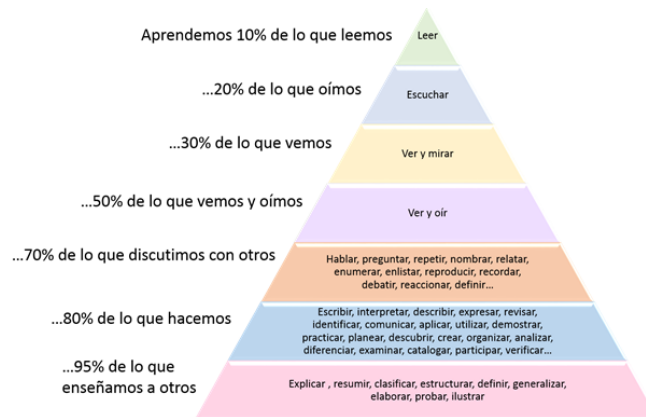 Aprendemos 10% de lo que leemos
Leer
...20% de lo que oímos
Escuchar
...30% de lo que vemos
Ver y mirar
...50% de lo que vemos y oímos
Ver y oír
...70% de lo que discutimos con otros
Hablar, preguntar, repetir, nombrar, relatar,
enumerar, enlistar, reproducir, recordar,
debatir, reaccionar, definir...
...80% de lo que hacemos
Escribir, interpretar, describir, expresar, revisar,
identificar, comunicar, aplicar, utilizar, demostrar,
practicar, planear, descubrir, crear, organizar, analizar,
diferenciar, examinar, catalogar, participar, verificar...
...95% de lo que
enseñamos a otros
Explicar , resumir, clasificar, estructurar, definir, generalizar,
elaborar, probar, ilustrar